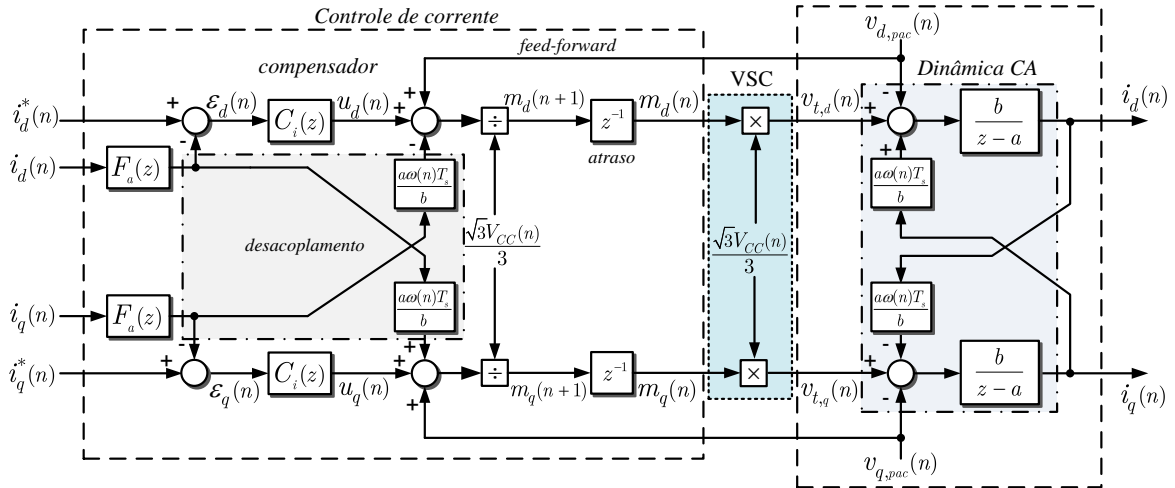 Controle de corrente
v_{d,pac}(n)
feed-forward
compensador
VSC
Dinâmica CA
i_d^*(n)
+
ε_d(n)
C_i(z)
u_d(n)
+
+
÷
m_d(n+1)
z^{-1}
m_d(n)
×
v_{t,d}(n)
+
-
b
z-a
i_d(n)
-
-
atraso
+
i_d(n)
F_a(z)
aω(n)T_s
b
aω(n)T_s
b
desacoplamento
√3V_{CC}(n)
3
√3V_{CC}(n)
3
i_q(n)
F_a(z)
aω(n)T_s
b
aω(n)T_s
b
-
+
-
i_q^*(n)
+
ε_q(n)
C_i(z)
u_q(n)
+
+
÷
m_q(n+1)
z^{-1}
m_q(n)
×
v_{t,q}(n)
+
-
b
z-a
i_q(n)
v_{q,pac}(n)